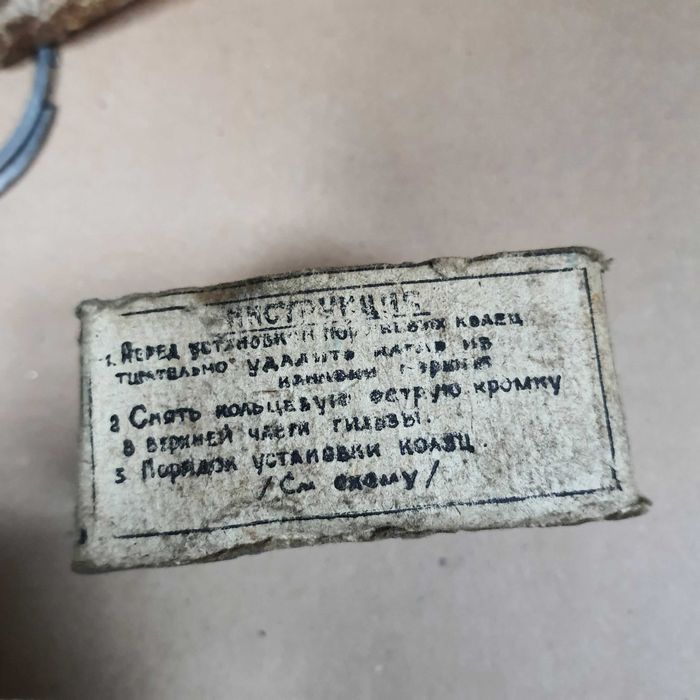 ИНСТРУКЦИЯ
1. Перед установкой поршневых колец
тщательно удалить нагар из
канавки поршня
2 Снять кольцевую острую кромку
в верхней части гильзы.
3 Порядок установки колец.
/См схему/